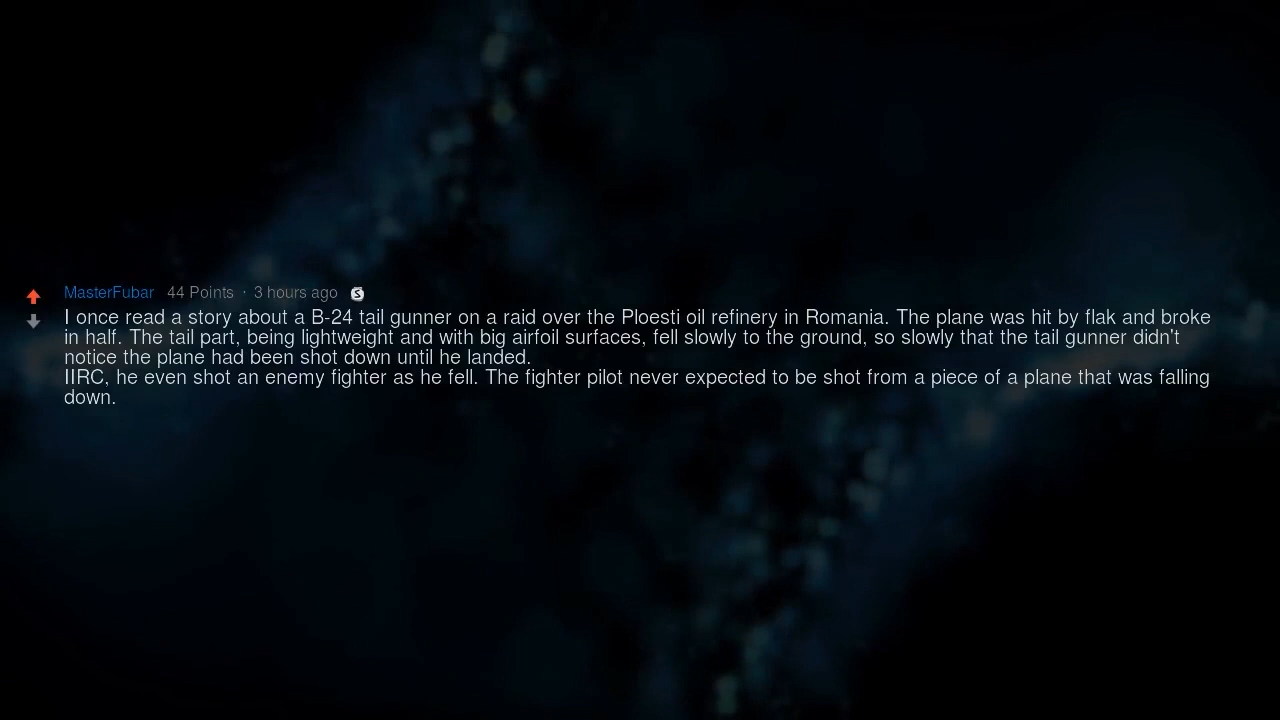 MasterFubar 44 Points · 3 hours ago
I once read a story about a B-24 tail gunner on a raid over the Ploesti oil refinery in Romania. The plane was hit by flak and broke
in half. The tail part, being lightweight and with big airfoil surfaces, fell slowly to the ground, so slowly that the tail gunner didn't
notice the plane had been shot down until he landed.
IIRC, he even shot an enemy fighter as he fell. The fighter pilot never expected to be shot from a piece of a plane that was falling
down.